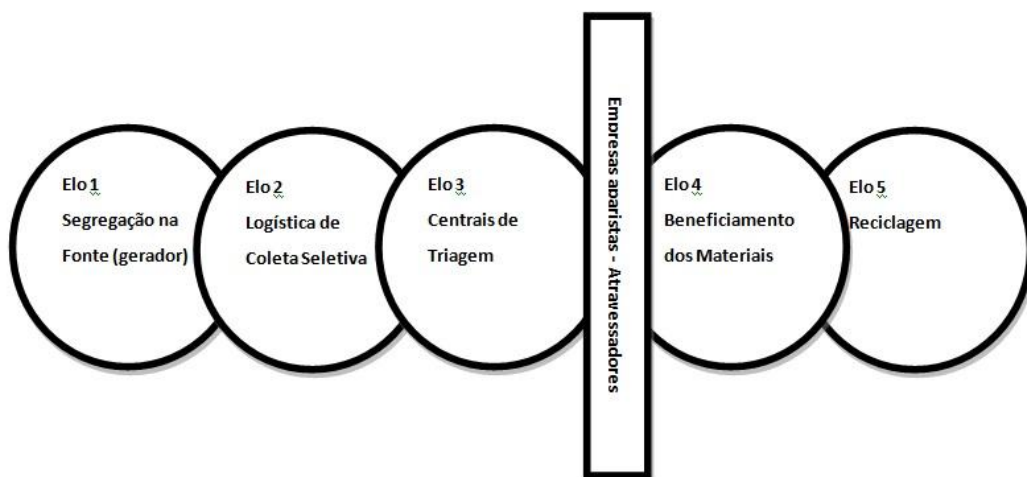 Elo 1
Segregação na
Fonte (gerador)
Elo 2
Logística de
Coleta Seletiva
Elo 3
Centrais de
Triagem
Empresas aparistas - Atravessadores
Elo 4
Beneficiamento
dos Materiais
Elo 5
Reciclagem